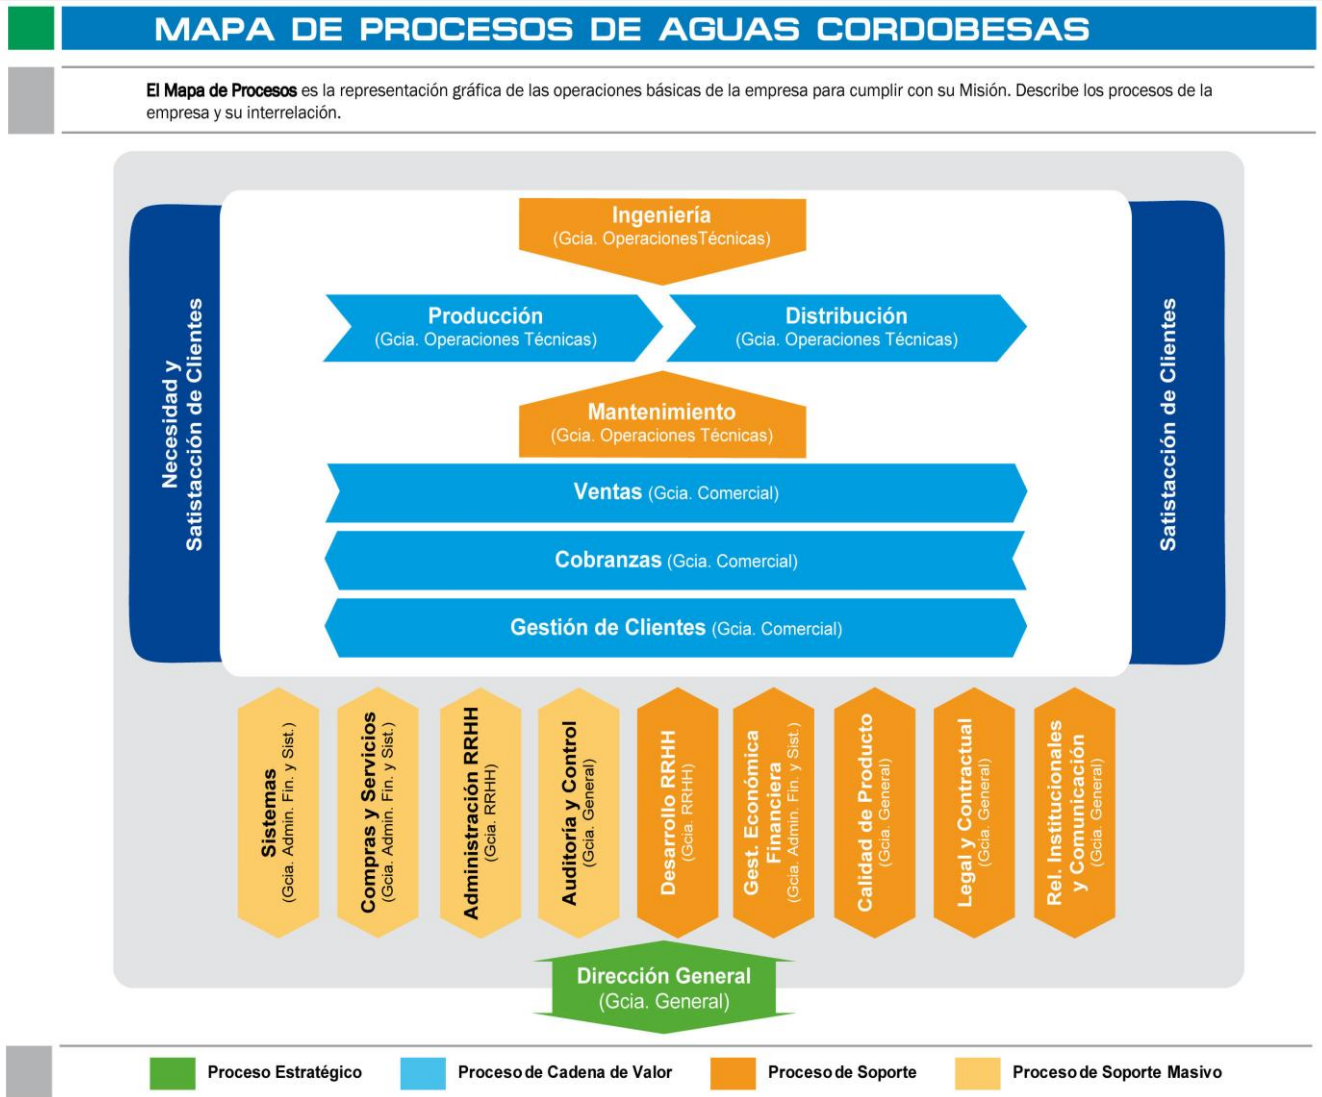 MAPA DE PROCESOS DE AGUAS CORDOBESAS
El Mapa de Procesos es la representación gráfica de las operaciones básicas de la empresa para cumplir con su Misión. Describe los procesos de la
empresa y su interrelación.
Ingeniería
(Gcia. OperacionesTécnicas)
Producción
(Gcia. Operaciones Técnicas)
Distribución
(Gcia. Operaciones Técnicas)
Necesidad y
Satistacción de Clientes
Satistacción de Clientes
Mantenimiento
(Gcia. Operaciones Técnicas)
Ventas (Gcia. Comercial)
Cobranzas (Gcia. Comercial)
Gestión de Clientes (Gcia. Comercial)
Sistemas
(Gcia. Admin. Fin. y Sist.)
Compras y Servicios
(Gcia. Admin. Fin. y Sist.)
Administración RRHH
(Gcia. RRHH)
Auditoría y Control
(Gcia. General)
Desarrollo RRHH
(Gcia. RRHH)
Gest. Económica
Financiera
(Gcia. Admin. Fin. y Sist.)
Calidad de Producto
(Gcia. General)
Legal y Contractual
(Gcia. General)
Rel. Institucionales
y Comunicación
(Gcia. General)
Dirección General
(Gcia. General)
Proceso Estratégico
Proceso de Cadena de Valor
Proceso de Soporte
Proceso de Soporte Masivo